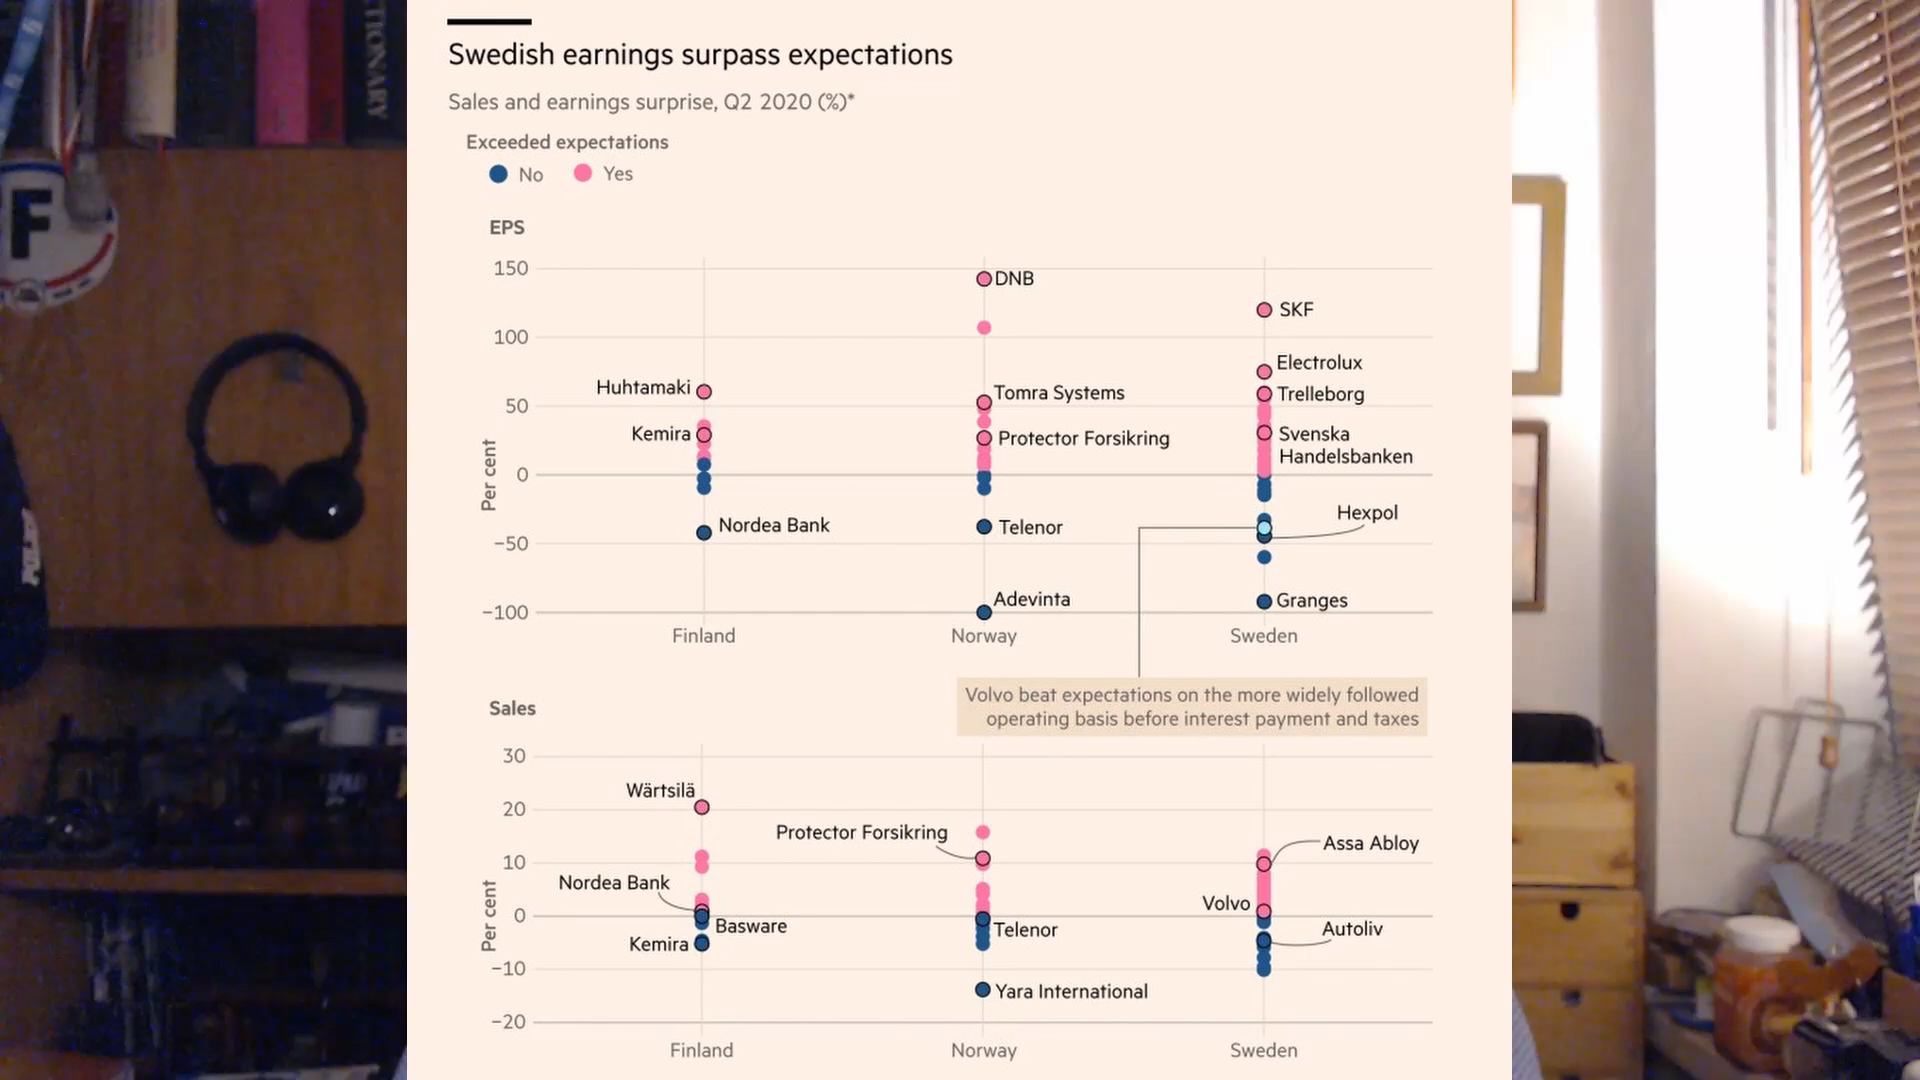 TIONARY
F
Swedish earnings surpass expectations
Sales and earnings surprise, Q2 2020 (%)*
Exceeded expectations
No Yes
EPS
150
100
50
0
−50
−100
Per cent
DNB
SKF
Electrolux
Huhtamaki
Tomra Systems
Trelleborg
Kemira
Protector Forsikring
Svenska
Handelsbanken
Nordea Bank
Telenor
Hexpol
Adevinta
Granges
Finland Norway Sweden
Volvo beat expectations on the more widely followed
operating basis before interest payment and taxes
Sales
30
20
10
0
−10
−20
Per cent
Wärtsilä
Protector Forsikring
Assa Abloy
Nordea Bank
Volvo
Basware
Telenor
Autoliv
Kemira
Yara International
Finland Norway Sweden